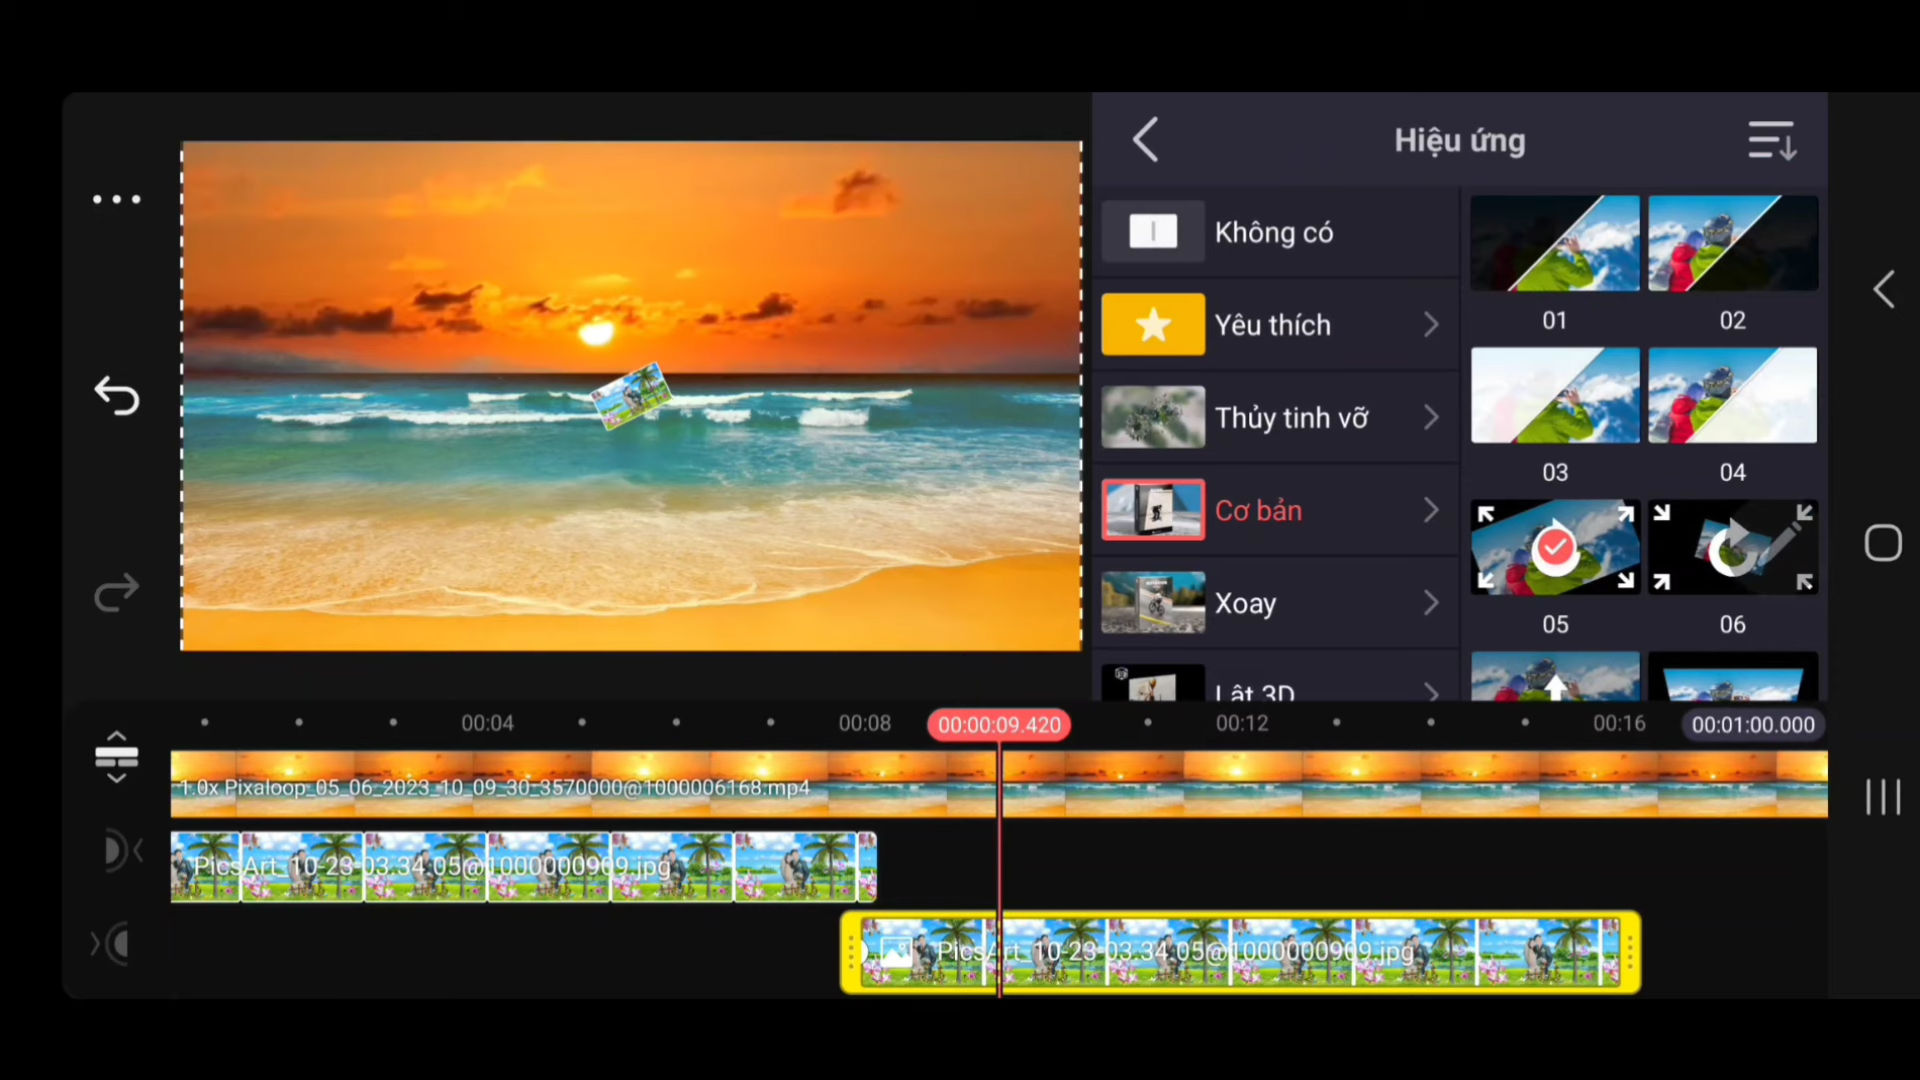 Hiệu ứng
Không có
Yêu thích
Thủy tinh vỡ
Cơ bản
Xoay
Lật 3D
01
02
03
04
05
06
00:04
00:08
00:00:09.420
00:12
00:16
00:01:00.000
1.0x Pixaloop_05_06_2023_10_09_30_3570000@1000006168.mp4
PicsArt_10-23-03.34.05@1000000909.jpg
PicsArt_10-23-03.34.05@1000000909.jpg